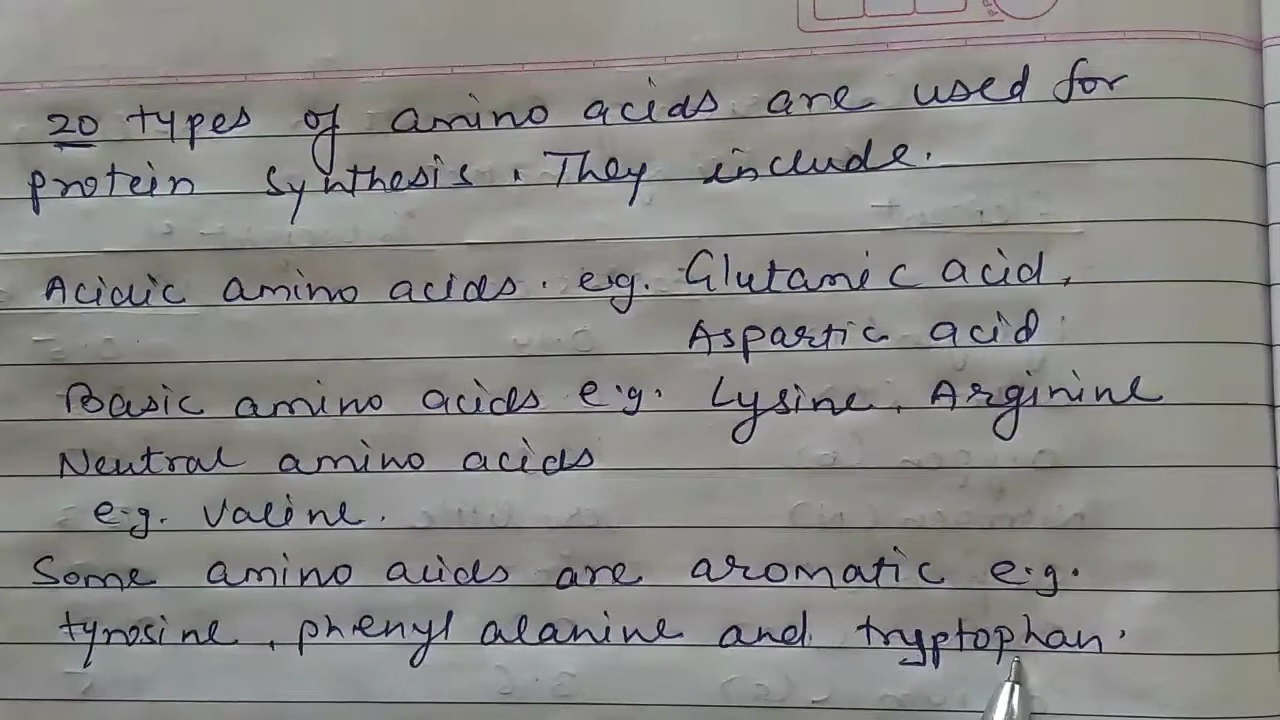 20 types of amino acids are used for
protein synthesis. They include.
Acidic amino acids. e.g. Glutamic acid,
Aspartic acid
Basic amino acids e.g. Lysine, Arginine
Neutral amino acids
e.g. Valine.
Some amino acids are aromatic e.g.
tyrosine, phenyl alanine and tryptophan.